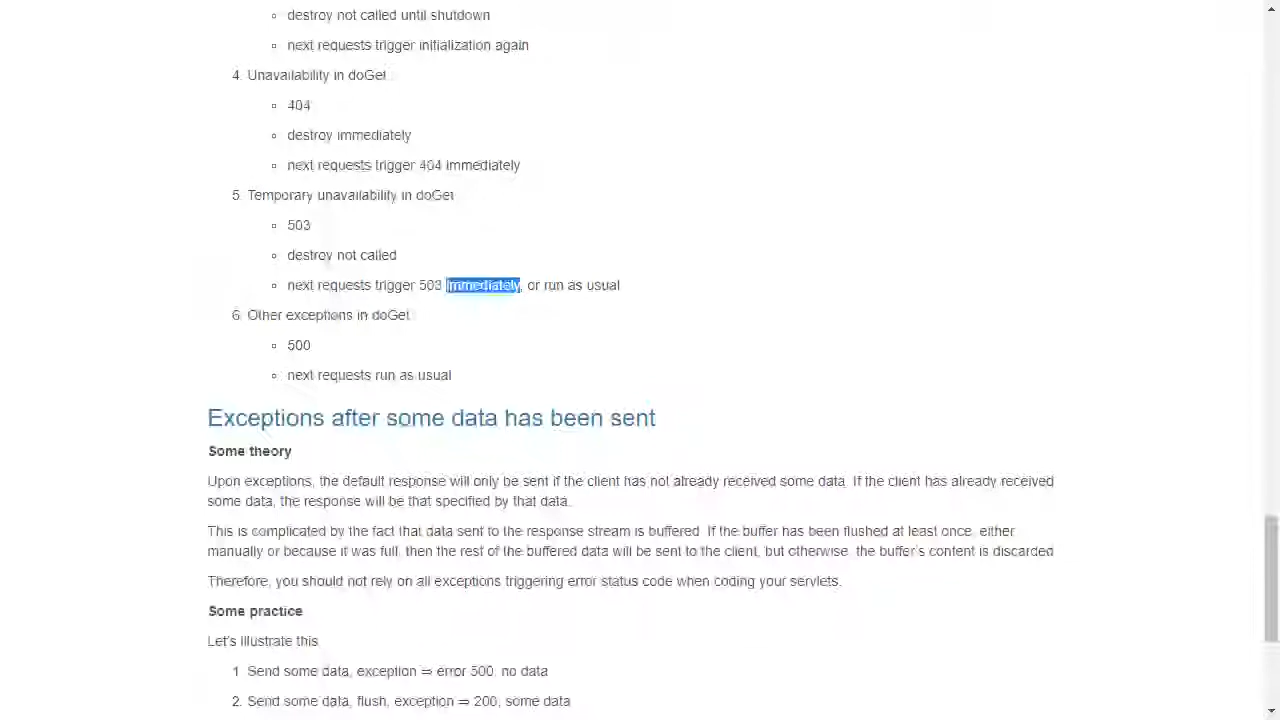 ◦ destroy not called until shutdown
◦ next requests trigger initialization again
4. Unavailability in doGet
◦ 404
◦ destroy immediately
◦ next requests trigger 404 immediately
5. Temporary unavailability in doGet
◦ 503
◦ destroy not called
◦ next requests trigger 503 immediately, or run as usual
6. Other exceptions in doGet
◦ 500
◦ next requests run as usual
Exceptions after some data has been sent
Some theory
Upon exceptions, the default response will only be sent if the client has not already received some data. If the client has already received
some data, the response will be that specified by that data.
This is complicated by the fact that data sent to the response stream is buffered. If the buffer has been flushed at least once, either
manually or because it was full, then the rest of the buffered data will be sent to the client, but otherwise, the buffer's content is discarded.
Therefore, you should not rely on all exceptions triggering error status code when coding your servlets.
Some practice
Let's illustrate this
1. Send some data, exception ⇒ error 500, no data
2. Send some data, flush, exception ⇒ 200, some data